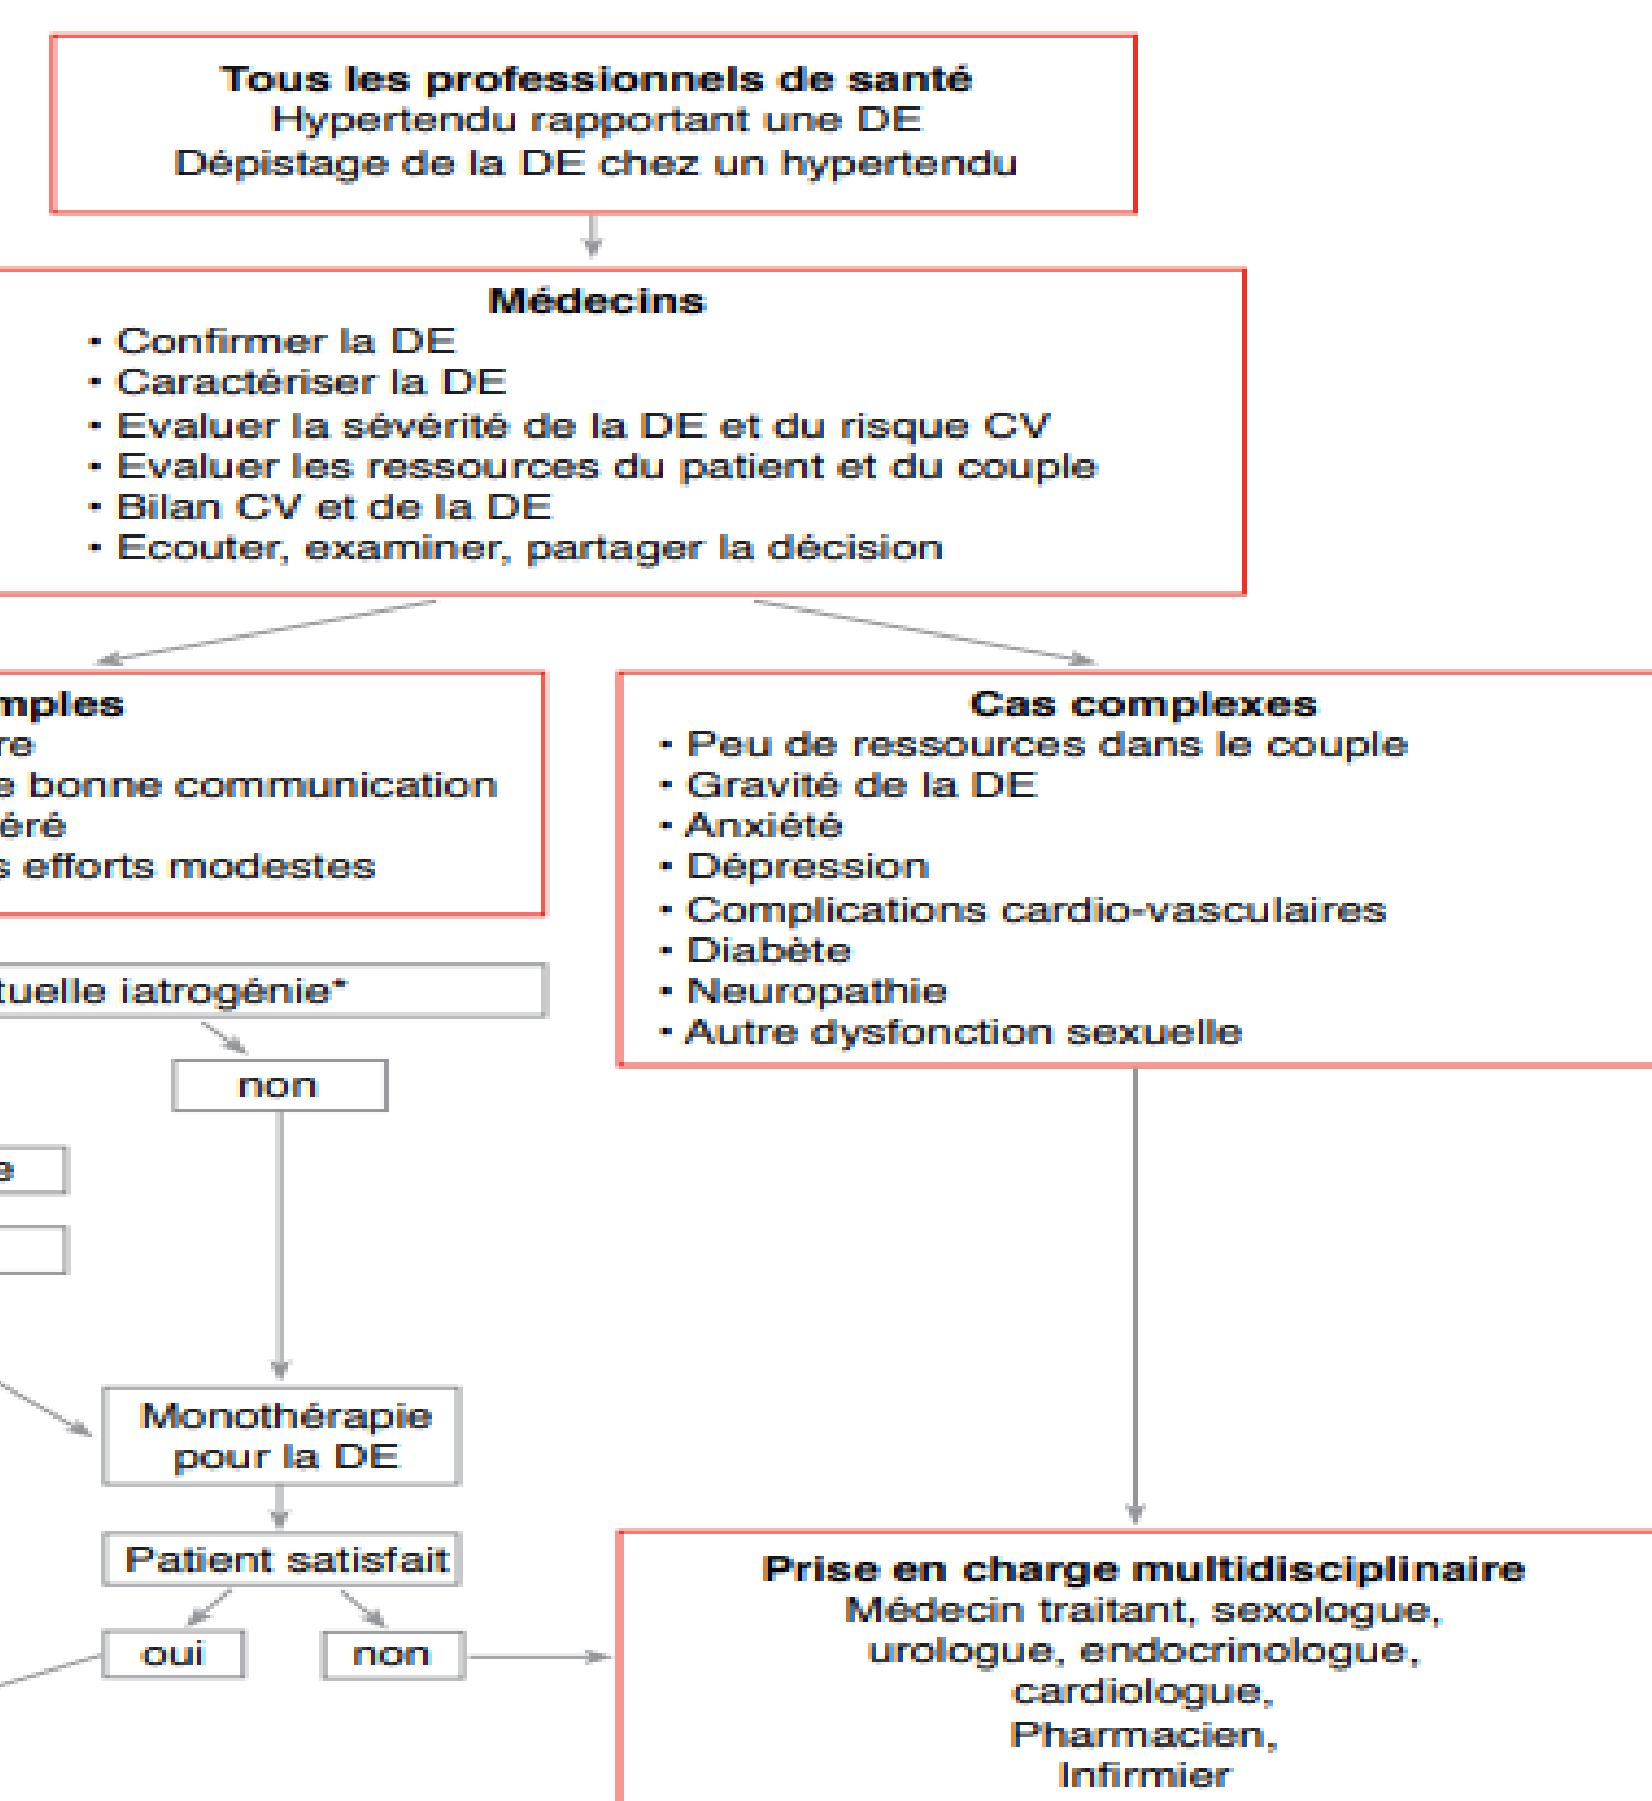 Tous les professionnels de santé
Hypertendu rapportant une DE
Dépistage de la DE chez un hypertendu
Médecins
• Confirmer la DE
• Caractériser la DE
• Evaluer la sévérité de la DE et du risque CV
• Evaluer les ressources du patient et du couple
• Bilan CV et de la DE
• Ecouter, examiner, partager la décision
mples
re
e bonne communication
éré
s efforts modestes
Cas complexes
• Peu de ressources dans le couple
• Gravité de la DE
• Anxiété
• Dépression
• Complications cardio-vasculaires
• Diabète
• Neuropathie
• Autre dysfonction sexuelle
tuelle iatrogénie*
non
e
Monothérapie
pour la DE
Patient satisfait
oui
non
Prise en charge multidisciplinaire
Médecin traitant, sexologue,
urologue, endocrinologue,
cardiologue,
Pharmacien,
Infirmier